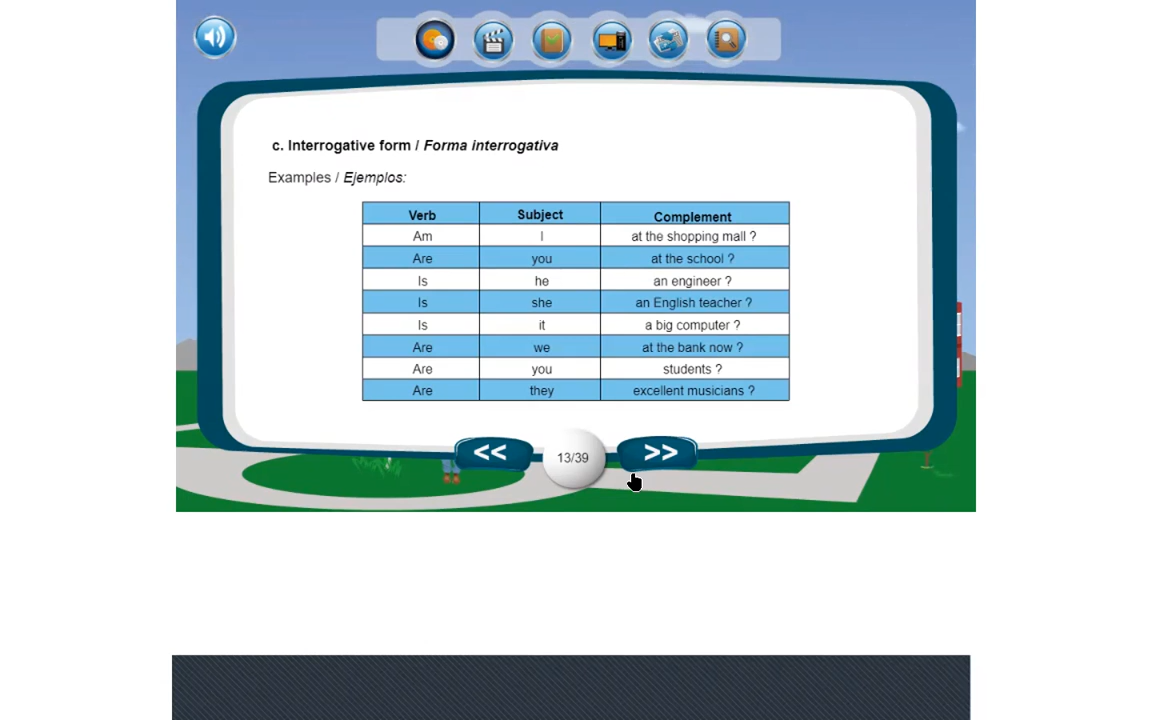 c. Interrogative form / Forma interrogativa
Examples / Ejemplos:
Verb Subject Complement
Am I at the shopping mall ?
Are you at the school ?
Is he an engineer ?
Is she an English teacher ?
Is it a big computer ?
Are we at the bank now ?
Are you students ?
Are they excellent musicians ?
<< 13/39 >>